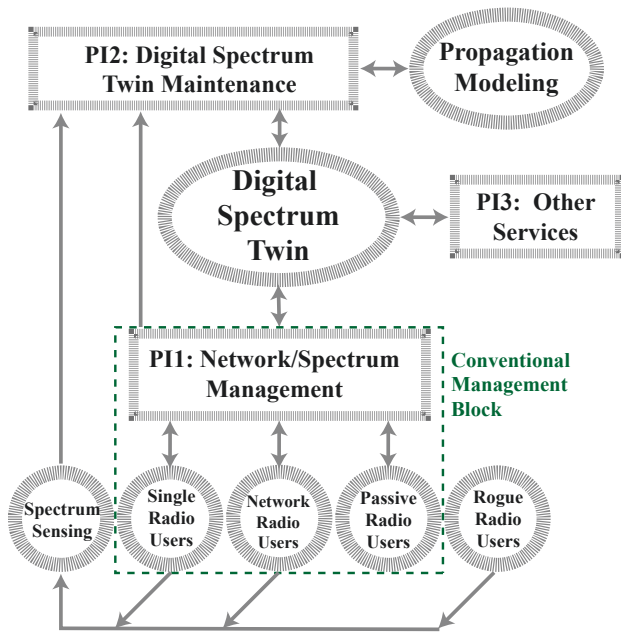 PI2: Digital Spectrum
Twin Maintenance
Propagation
Modeling
Digital
Spectrum
Twin
PI3: Other
Services
PI1: Network/Spectrum
Management
Conventional
Management
Block
Spectrum
Sensing
Single
Radio
Users
Network
Radio
Users
Passive
Radio
Users
Rogue
Radio
Users